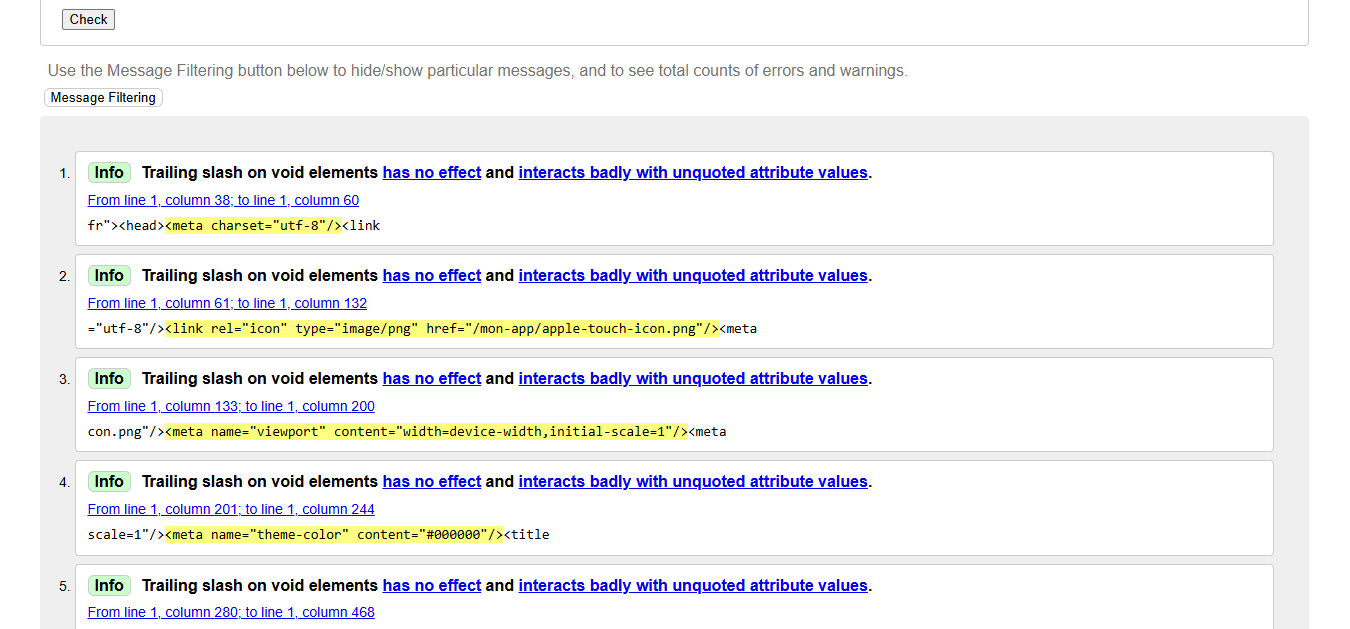 Check
Use the Message Filtering button below to hide/show particular messages, and to see total counts of errors and warnings.
Message Filtering
1. Info Trailing slash on void elements has no effect and interacts badly with unquoted attribute values.
From line 1, column 38; to line 1, column 60
fr"><head><meta charset="utf-8"/><link
2. Info Trailing slash on void elements has no effect and interacts badly with unquoted attribute values.
From line 1, column 61; to line 1, column 132
="utf-8"/><link rel="icon" type="image/png" href="/mon-app/apple-touch-icon.png"/><meta
3. Info Trailing slash on void elements has no effect and interacts badly with unquoted attribute values.
From line 1, column 133; to line 1, column 200
con.png"/><meta name="viewport" content="width=device-width,initial-scale=1"/><meta
4. Info Trailing slash on void elements has no effect and interacts badly with unquoted attribute values.
From line 1, column 201; to line 1, column 244
scale=1"/><meta name="theme-color" content="#000000"/><title
5. Info Trailing slash on void elements has no effect and interacts badly with unquoted attribute values.
From line 1, column 280; to line 1, column 468